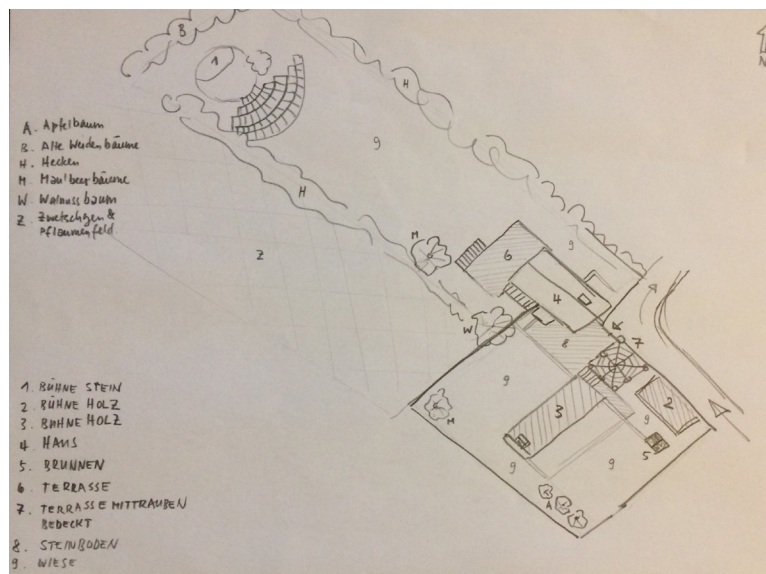 B
1
H
9
A. Apfelbaum
B. Alte Weidenbäume
H. Hecken
M. Maulbeerbäume
W Walnussbaum
Z Zwetschgen &
Pflaumenfeld
H
M
Z
6
9
4
W
8
7
9
M
3
2
9
5
9
9
A
N
1. BÜHNE STEIN
2 BÜHNE HOLZ
3. BÜHNE HOLZ
4 HAUS
5. BRUNNEN
6 TERRASSE
7. TERRASSE MIT TRAUBEN
BEDECKT
8. STEINBODEN
9. WIESE